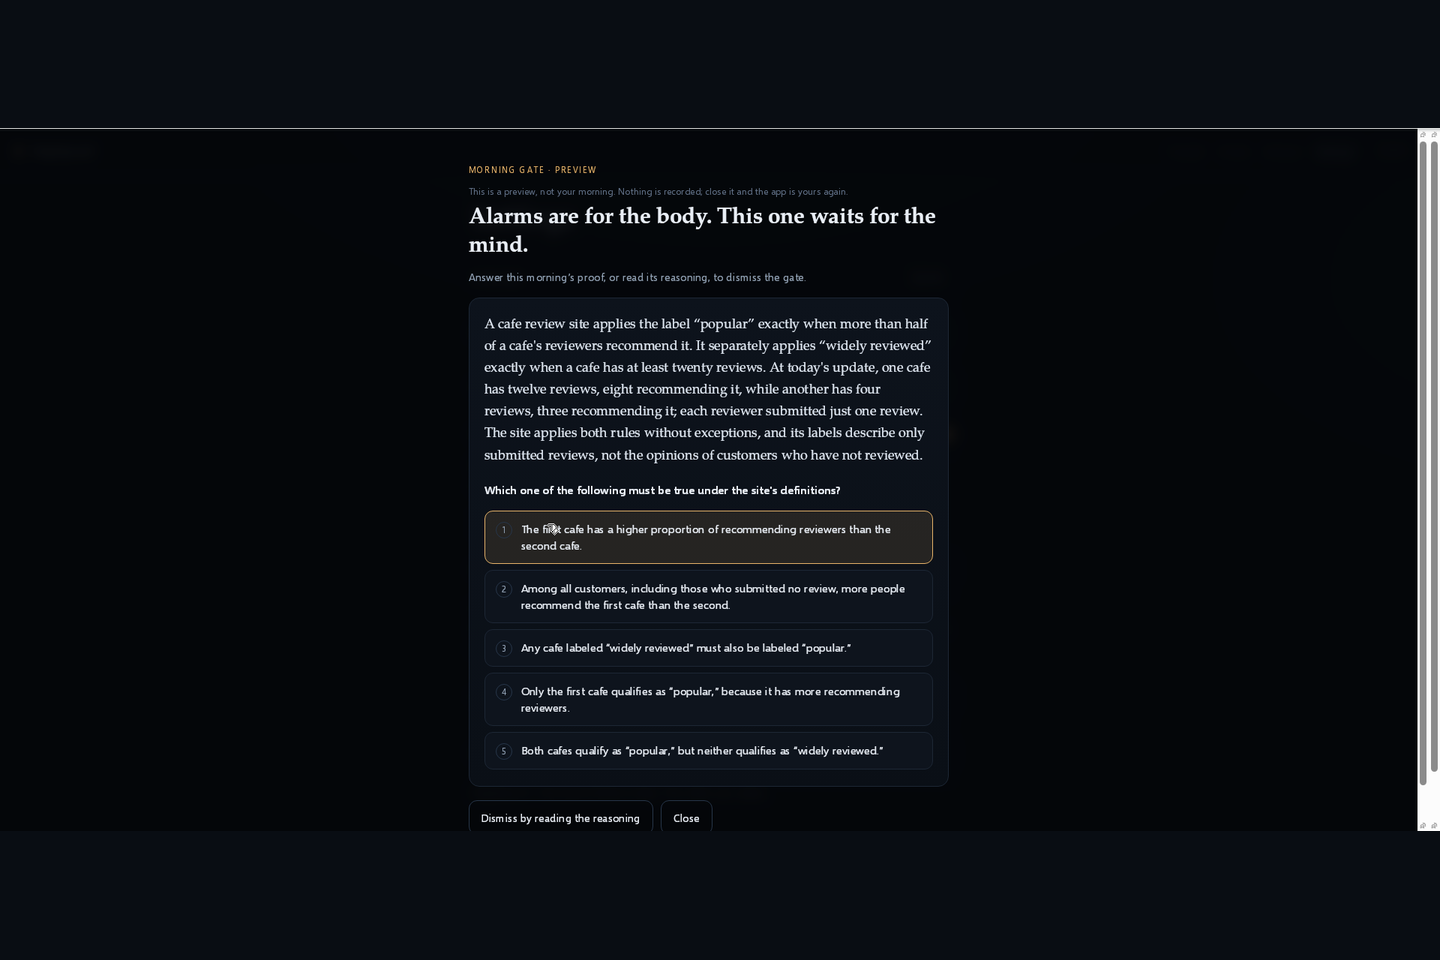 MORNING GATE · PREVIEW
This is a preview, not your morning. Nothing is recorded; close it and the app is yours again.
Alarms are for the body. This one waits for the
mind.
Answer this morning's proof, or read its reasoning, to dismiss the gate.
A cafe review site applies the label “popular” exactly when more than half
of a cafe's reviewers recommend it. It separately applies “widely reviewed”
exactly when a cafe has at least twenty reviews. At today's update, one cafe
has twelve reviews, eight recommending it, while another has four
reviews, three recommending it; each reviewer submitted just one review.
The site applies both rules without exceptions, and its labels describe only
submitted reviews, not the opinions of customers who have not reviewed.
Which one of the following must be true under the site's definitions?
1 The first cafe has a higher proportion of recommending reviewers than the
second cafe.
2 Among all customers, including those who submitted no review, more people
recommend the first cafe than the second.
3 Any cafe labeled “widely reviewed” must also be labeled “popular.”
4 Only the first cafe qualifies as “popular,” because it has more recommending
reviewers.
5 Both cafes qualify as “popular,” but neither qualifies as “widely reviewed.”
Dismiss by reading the reasoning Close